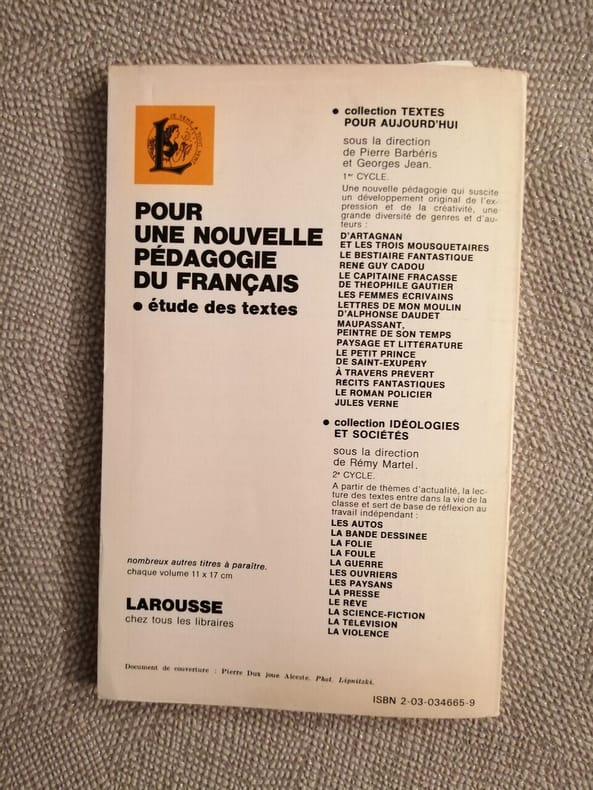 JE SÈME À TOUT VENT
L
POUR
UNE NOUVELLE
PÉDAGOGIE
DU FRANÇAIS
• étude des textes
nombreux autres titres à paraître.
chaque volume 11 x 17 cm
LAROUSSE
chez tous les libraires
• collection TEXTES
POUR AUJOURD'HUI
sous la direction
de Pierre Barbéris
et Georges Jean.
1er CYCLE.
Une nouvelle pédagogie qui suscite
un développement original de l'ex-
pression et de la créativité, une
grande diversité de genres et d'au-
teurs :
D'ARTAGNAN
ET LES TROIS MOUSQUETAIRES
LE BESTIAIRE FANTASTIQUE
RENÉ GUY CADOU
LE CAPITAINE FRACASSE
DE THÉOPHILE GAUTIER
LES FEMMES ÉCRIVAINS
LETTRES DE MON MOULIN
D'ALPHONSE DAUDET
MAUPASSANT,
PEINTRE DE SON TEMPS
PAYSAGE ET LITTÉRATURE
LE PETIT PRINCE
DE SAINT-EXUPÉRY
À TRAVERS PRÉVERT
RÉCITS FANTASTIQUES
LE ROMAN POLICIER
JULES VERNE
• collection IDÉOLOGIES
ET SOCIÉTÉS
sous la direction
de Rémy Martel.
2e CYCLE.
A partir de thèmes d'actualité, la lec-
ture des textes entre dans la vie de la
classe et sert de base de réflexion au
travail indépendant :
LES AUTOS
LA BANDE DESSINÉE
LA FOLIE
LA FOULE
LA GUERRE
LES OUVRIERS
LES PAYSANS
LA PRESSE
LE RÊVE
LA SCIENCE-FICTION
LA TÉLÉVISION
LA VIOLENCE
Document de couverture : Pierre Dux joue Alceste. Phot. Lipnitzki.
ISBN 2-03-034665-9